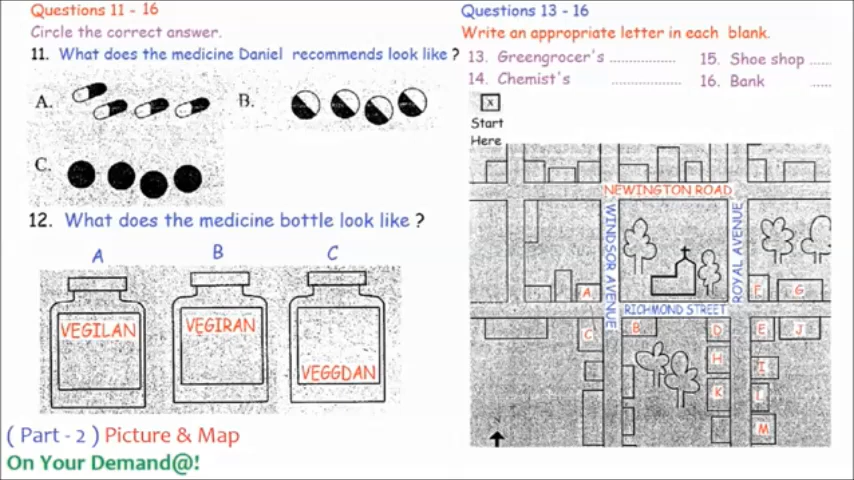 Questions 11 - 16
Circle the correct answer.
11. What does the medicine Daniel recommends look like ?
A.
B.
C.
12. What does the medicine bottle look like ?
A B C
VEGILAN
VEGIRAN
VEGGDAN
( Part - 2 ) Picture & Map
On Your Demand@!
Questions 13 - 16
Write an appropriate letter in each blank.
13. Greengrocer's ................
14. Chemist's ................
15. Shoe shop .....
16. Bank .....
X
Start
Here
NEWINGTON ROAD
WINDSOR AVENUE
ROYAL AVENUE
A
F G
RICHMOND STREET
C B D E J
H I
K L
M